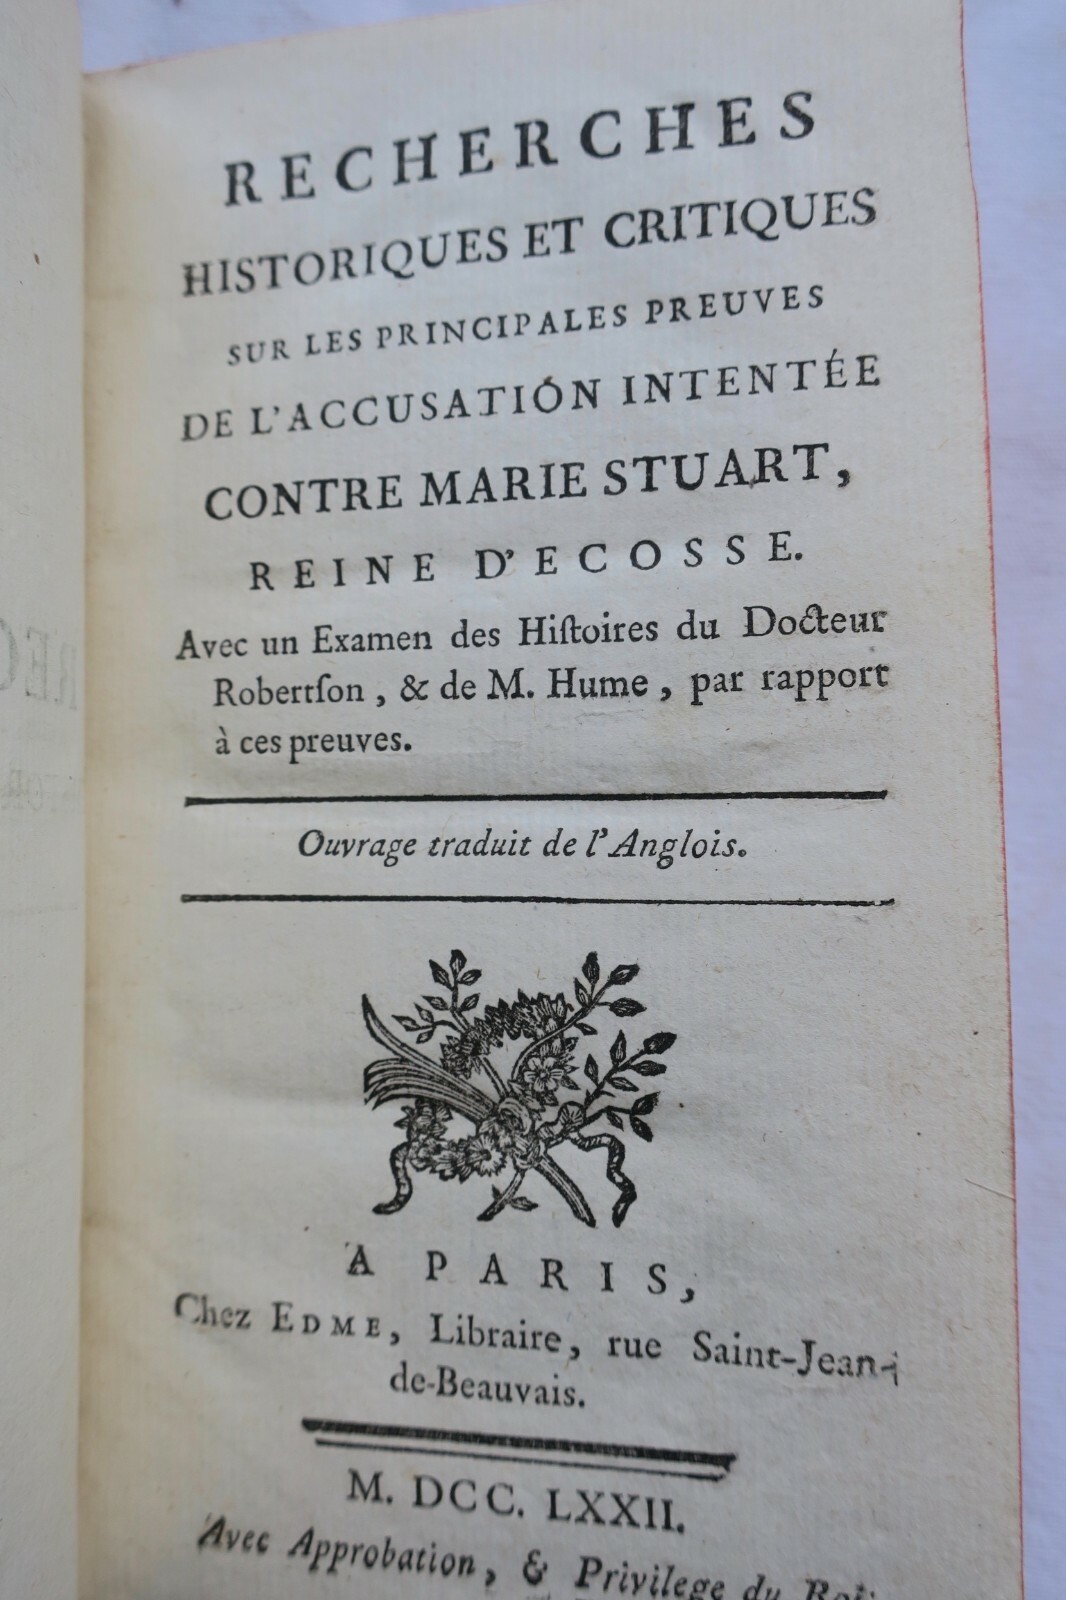 RECHERCHES
HISTORIQUES ET CRITIQUES
SUR LES PRINCIPALES PREUVES
DE L'ACCUSATION INTENTÉE
CONTRE MARIE STUART,
REINE D'ECOSSE.
Avec un Examen des Hiſtoires du Docteur
Robertſon, & de M. Hume, par rapport
à ces preuves.
Ouvrage traduit de l'Anglois.
A PARIS,
Chez EDME, Libraire, rue Saint-Jean-
de-Beauvais.
M. DCC. LXXII.
Avec Approbation, & Privilege du Roi.